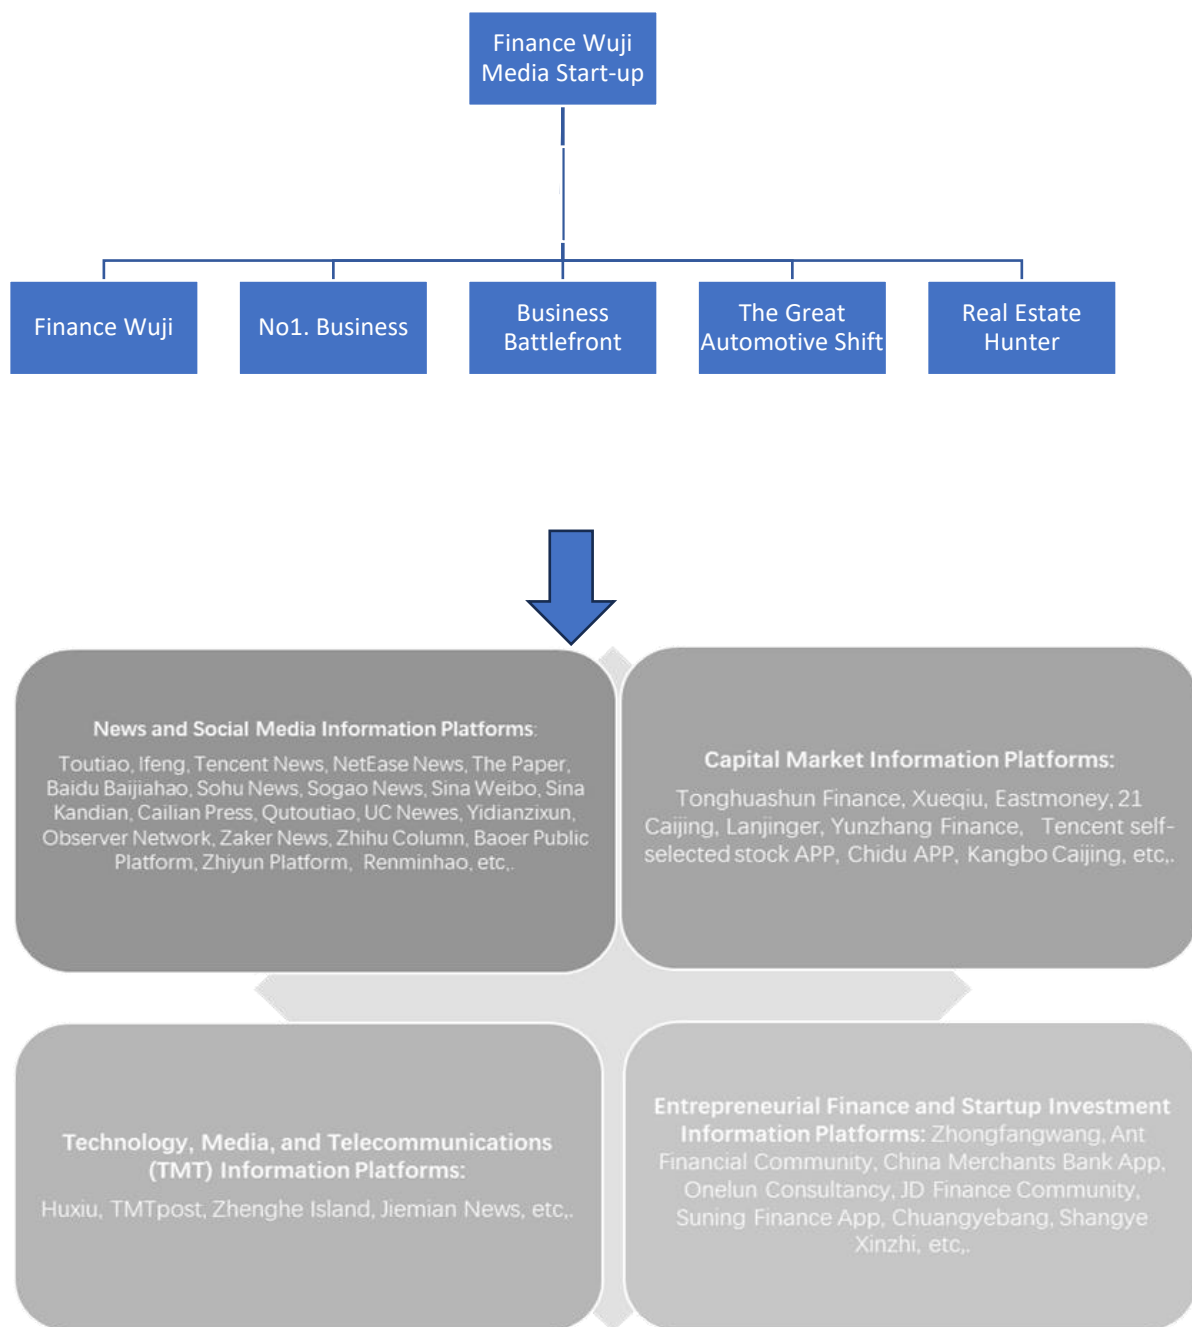 Finance Wuji
Media Start-up
Finance Wuji
No1. Business
Business
Battlefront
The Great
Automotive Shift
Real Estate
Hunter
News and Social Media Information Platforms:
Toutiao, Ifeng, Tencent News, NetEase News, The Paper,
Baidu Baijiahao, Sohu News, Sogao News, Sina Weibo, Sina
Kandian, Cailian Press, Qutoutiao, UC Newes, Yidianzixun,
Observer Network, Zaker News, Zhihu Column, Baoer Public
Platform, Zhiyun Platform, Renminhao, etc,.
Capital Market Information Platforms:
Tonghuashun Finance, Xueqiu, Eastmoney, 21
Caijing, Lanjinger, Yunzhang Finance, Tencent self-
selected stock APP, Chidu APP, Kangbo Caijing, etc,.
Technology, Media, and Telecommunications
(TMT) Information Platforms:
Huxiu, TMTpost, Zhenghe Island, Jiemian News, etc,.
Entrepreneurial Finance and Startup Investment
Information Platforms: Zhongfangwang, Ant
Financial Community, China Merchants Bank App,
Onelun Consultancy, JD Finance Community,
Suning Finance App, Chuangyebang, Shangye
Xinzhi, etc,.